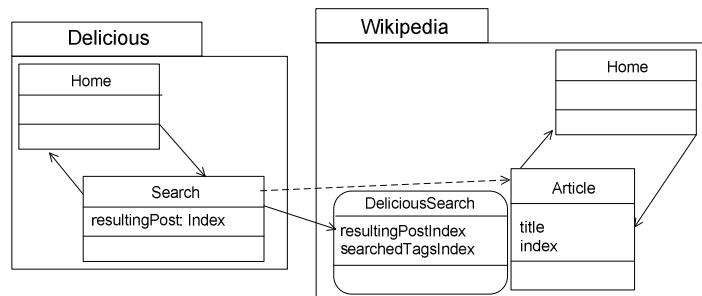 Delicious
Home
Search
resultingPost: Index
Wikipedia
Home
DeliciousSearch
resultingPostIndex
searchedTagsIndex
Article
title
index